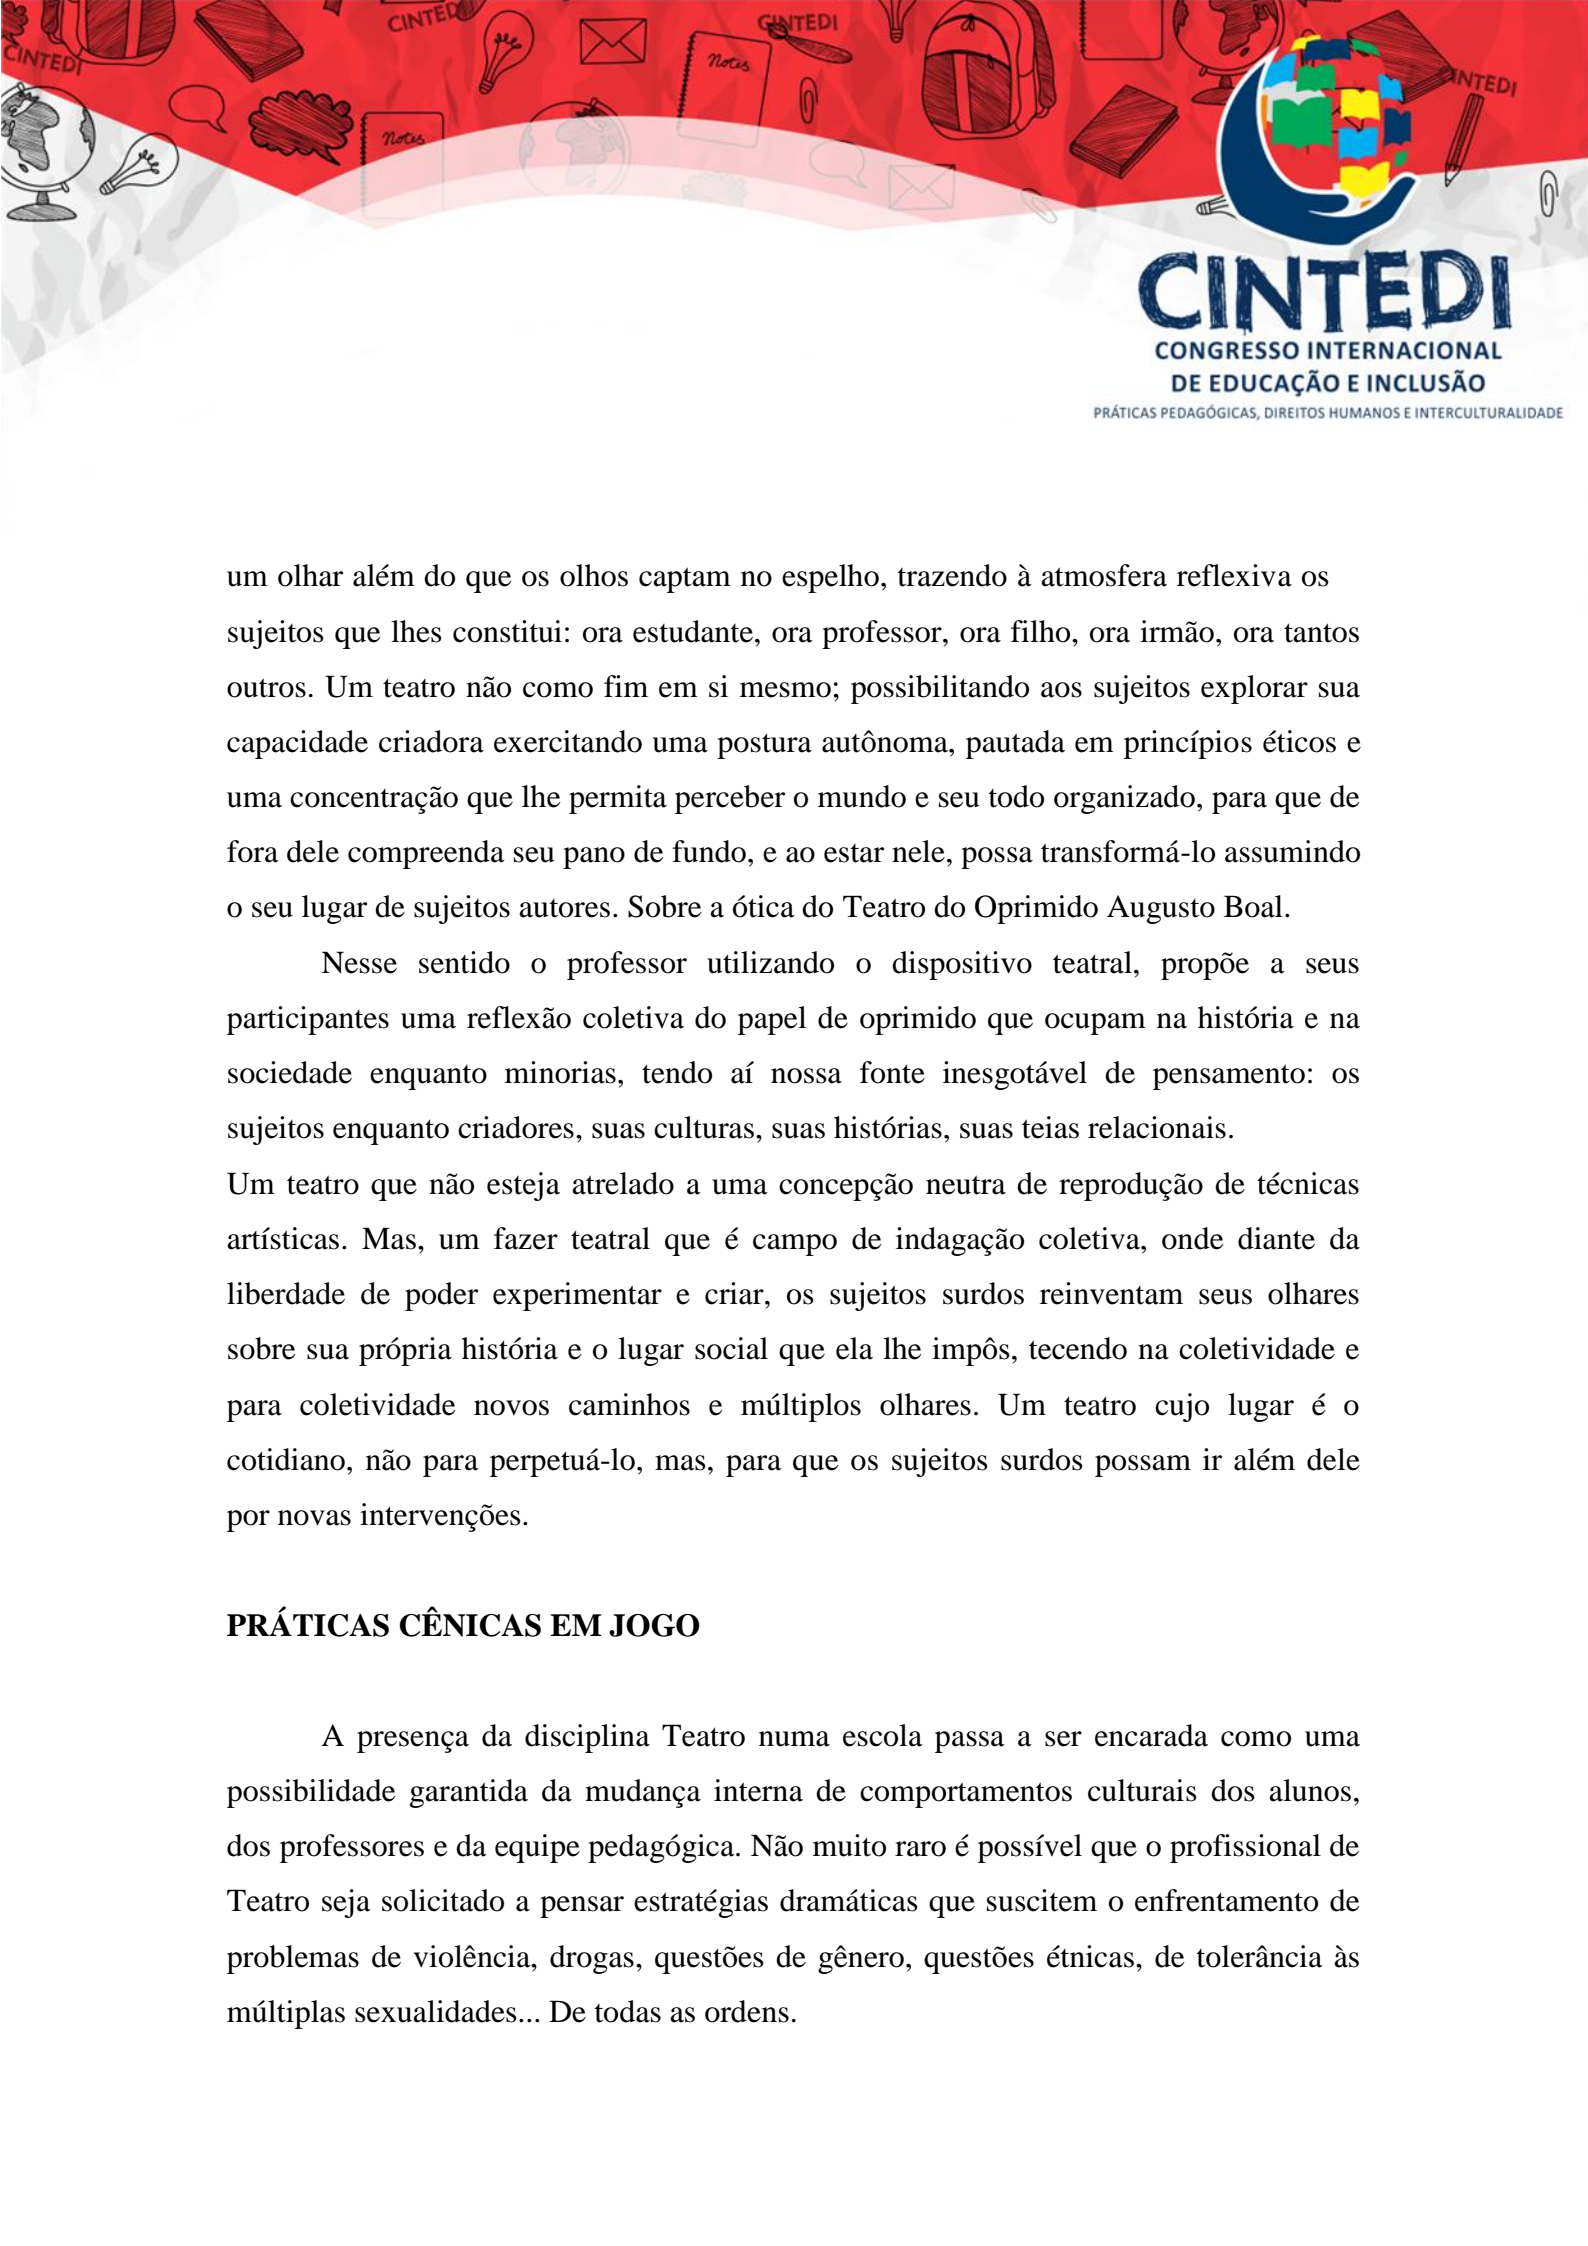 CINTEDI
CINTED
CINTEDI
INTEDI
Notes
Notes
CINTEDI
CONGRESSO INTERNACIONAL
DE EDUCAÇÃO E INCLUSÃO
PRÁTICAS PEDAGÓGICAS, DIREITOS HUMANOS E INTERCULTURALIDADE
um olhar além do que os olhos captam no espelho, trazendo à atmosfera reflexiva os
sujeitos que lhes constitui: ora estudante, ora professor, ora filho, ora irmão, ora tantos
outros. Um teatro não como fim em si mesmo; possibilitando aos sujeitos explorar sua
capacidade criadora exercitando uma postura autônoma, pautada em princípios éticos e
uma concentração que lhe permita perceber o mundo e seu todo organizado, para que de
fora dele compreenda seu pano de fundo, e ao estar nele, possa transformá-lo assumindo
o seu lugar de sujeitos autores. Sobre a ótica do Teatro do Oprimido Augusto Boal.
Nesse sentido o professor utilizando o dispositivo teatral, propõe a seus
participantes uma reflexão coletiva do papel de oprimido que ocupam na história e na
sociedade enquanto minorias, tendo aí nossa fonte inesgotável de pensamento: os
sujeitos enquanto criadores, suas culturas, suas histórias, suas teias relacionais.
Um teatro que não esteja atrelado a uma concepção neutra de reprodução de técnicas
artísticas. Mas, um fazer teatral que é campo de indagação coletiva, onde diante da
liberdade de poder experimentar e criar, os sujeitos surdos reinventam seus olhares
sobre sua própria história e o lugar social que ela lhe impôs, tecendo na coletividade e
para coletividade novos caminhos e múltiplos olhares. Um teatro cujo lugar é o
cotidiano, não para perpetuá-lo, mas, para que os sujeitos surdos possam ir além dele
por novas intervenções.
PRÁTICAS CÊNICAS EM JOGO
A presença da disciplina Teatro numa escola passa a ser encarada como uma
possibilidade garantida da mudança interna de comportamentos culturais dos alunos,
dos professores e da equipe pedagógica. Não muito raro é possível que o profissional de
Teatro seja solicitado a pensar estratégias dramáticas que suscitem o enfrentamento de
problemas de violência, drogas, questões de gênero, questões étnicas, de tolerância às
múltiplas sexualidades... De todas as ordens.